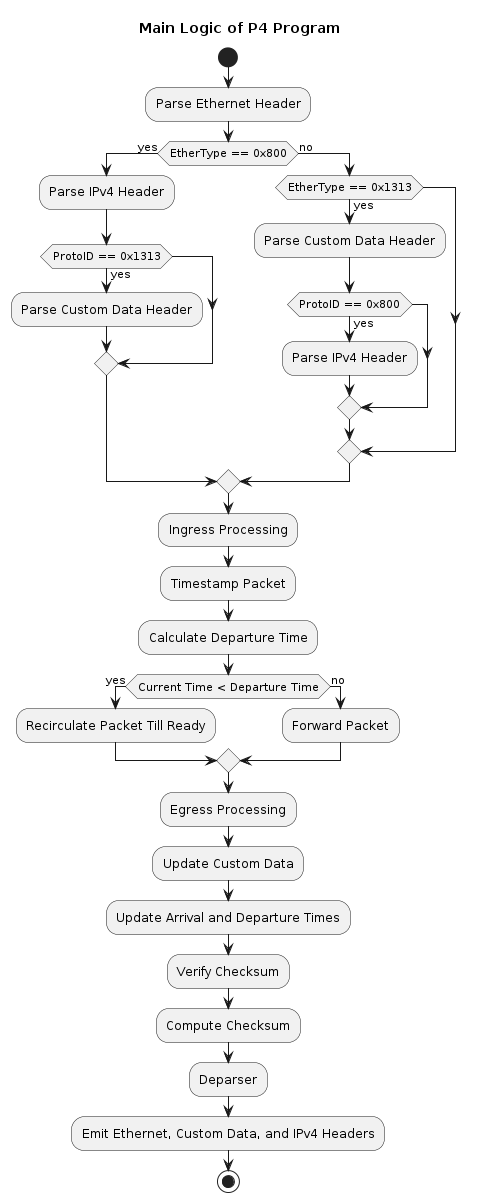 Main Logic of P4 Program
Parse Ethernet Header
yes
EtherType == 0x800
no
Parse IPv4 Header
EtherType == 0x1313
yes
Parse Custom Data Header
ProtoID == 0x1313
yes
Parse Custom Data Header
ProtoID == 0x800
yes
Parse IPv4 Header
Ingress Processing
Timestamp Packet
Calculate Departure Time
yes
Current Time < Departure Time
no
Recirculate Packet Till Ready
Forward Packet
Egress Processing
Update Custom Data
Update Arrival and Departure Times
Verify Checksum
Compute Checksum
Deparser
Emit Ethernet, Custom Data, and IPv4 Headers